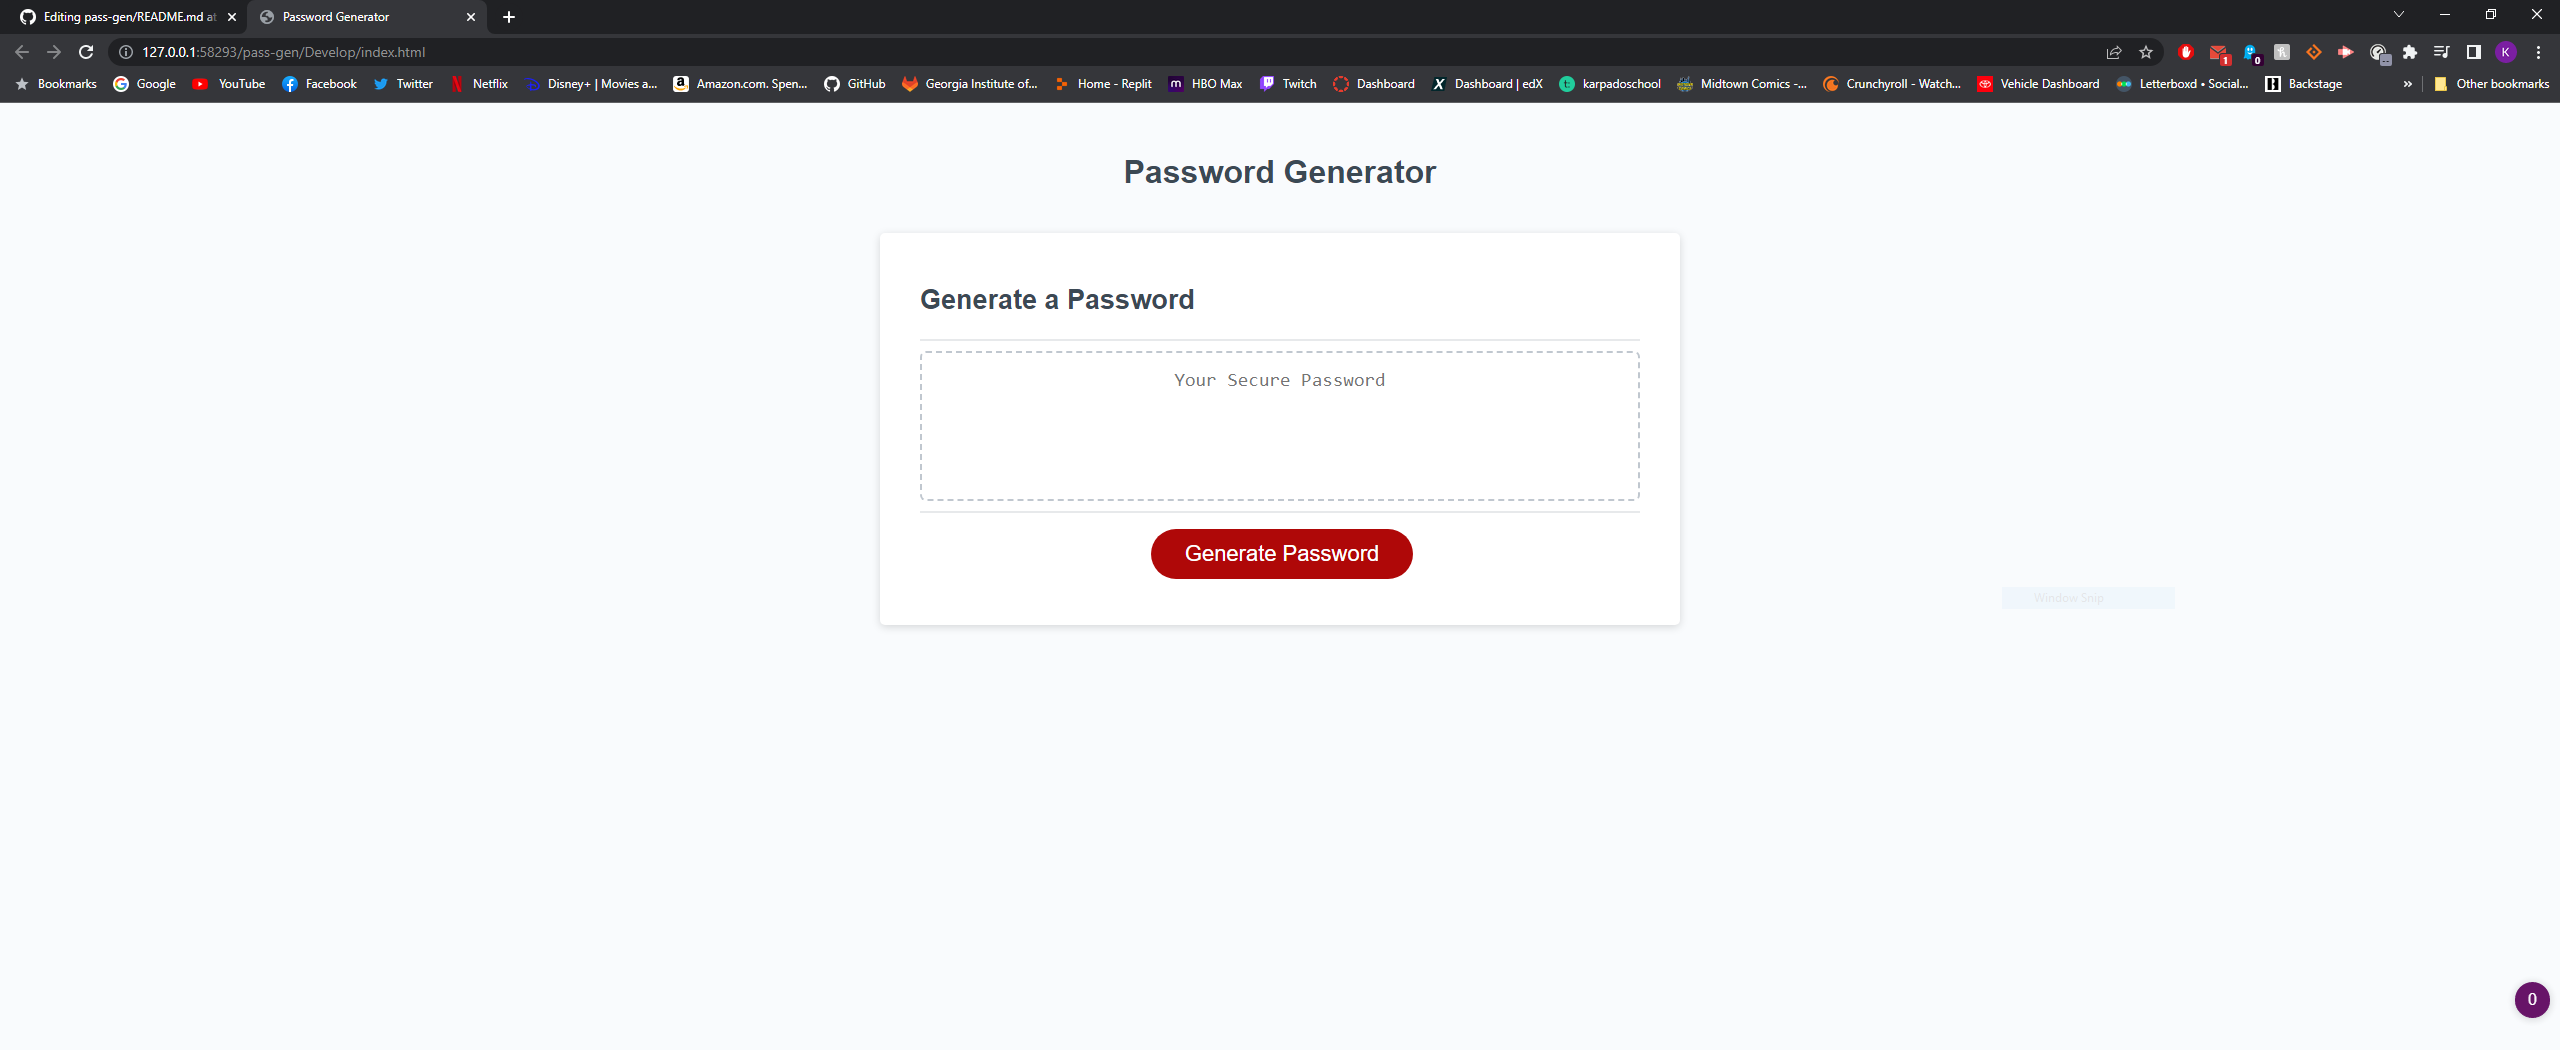 Editing pass-gen/README.md at
Password Generator
127.0.0.1:58293/pass-gen/Develop/index.html
1
0
K
Bookmarks
Google
YouTube
Facebook
Twitter
Netflix
Disney+ | Movies a...
Amazon.com. Spen...
GitHub
Georgia Institute of...
Home - Replit
m
HBO Max
Twitch
Dashboard
Dashboard | edX
t
karpadoschool
Midtown Comics -...
Crunchyroll - Watch...
Vehicle Dashboard
Letterboxd • Social...
Backstage
»
Other bookmarks
Password Generator
Generate a Password
Your Secure Password
Generate Password
Window Snip
0